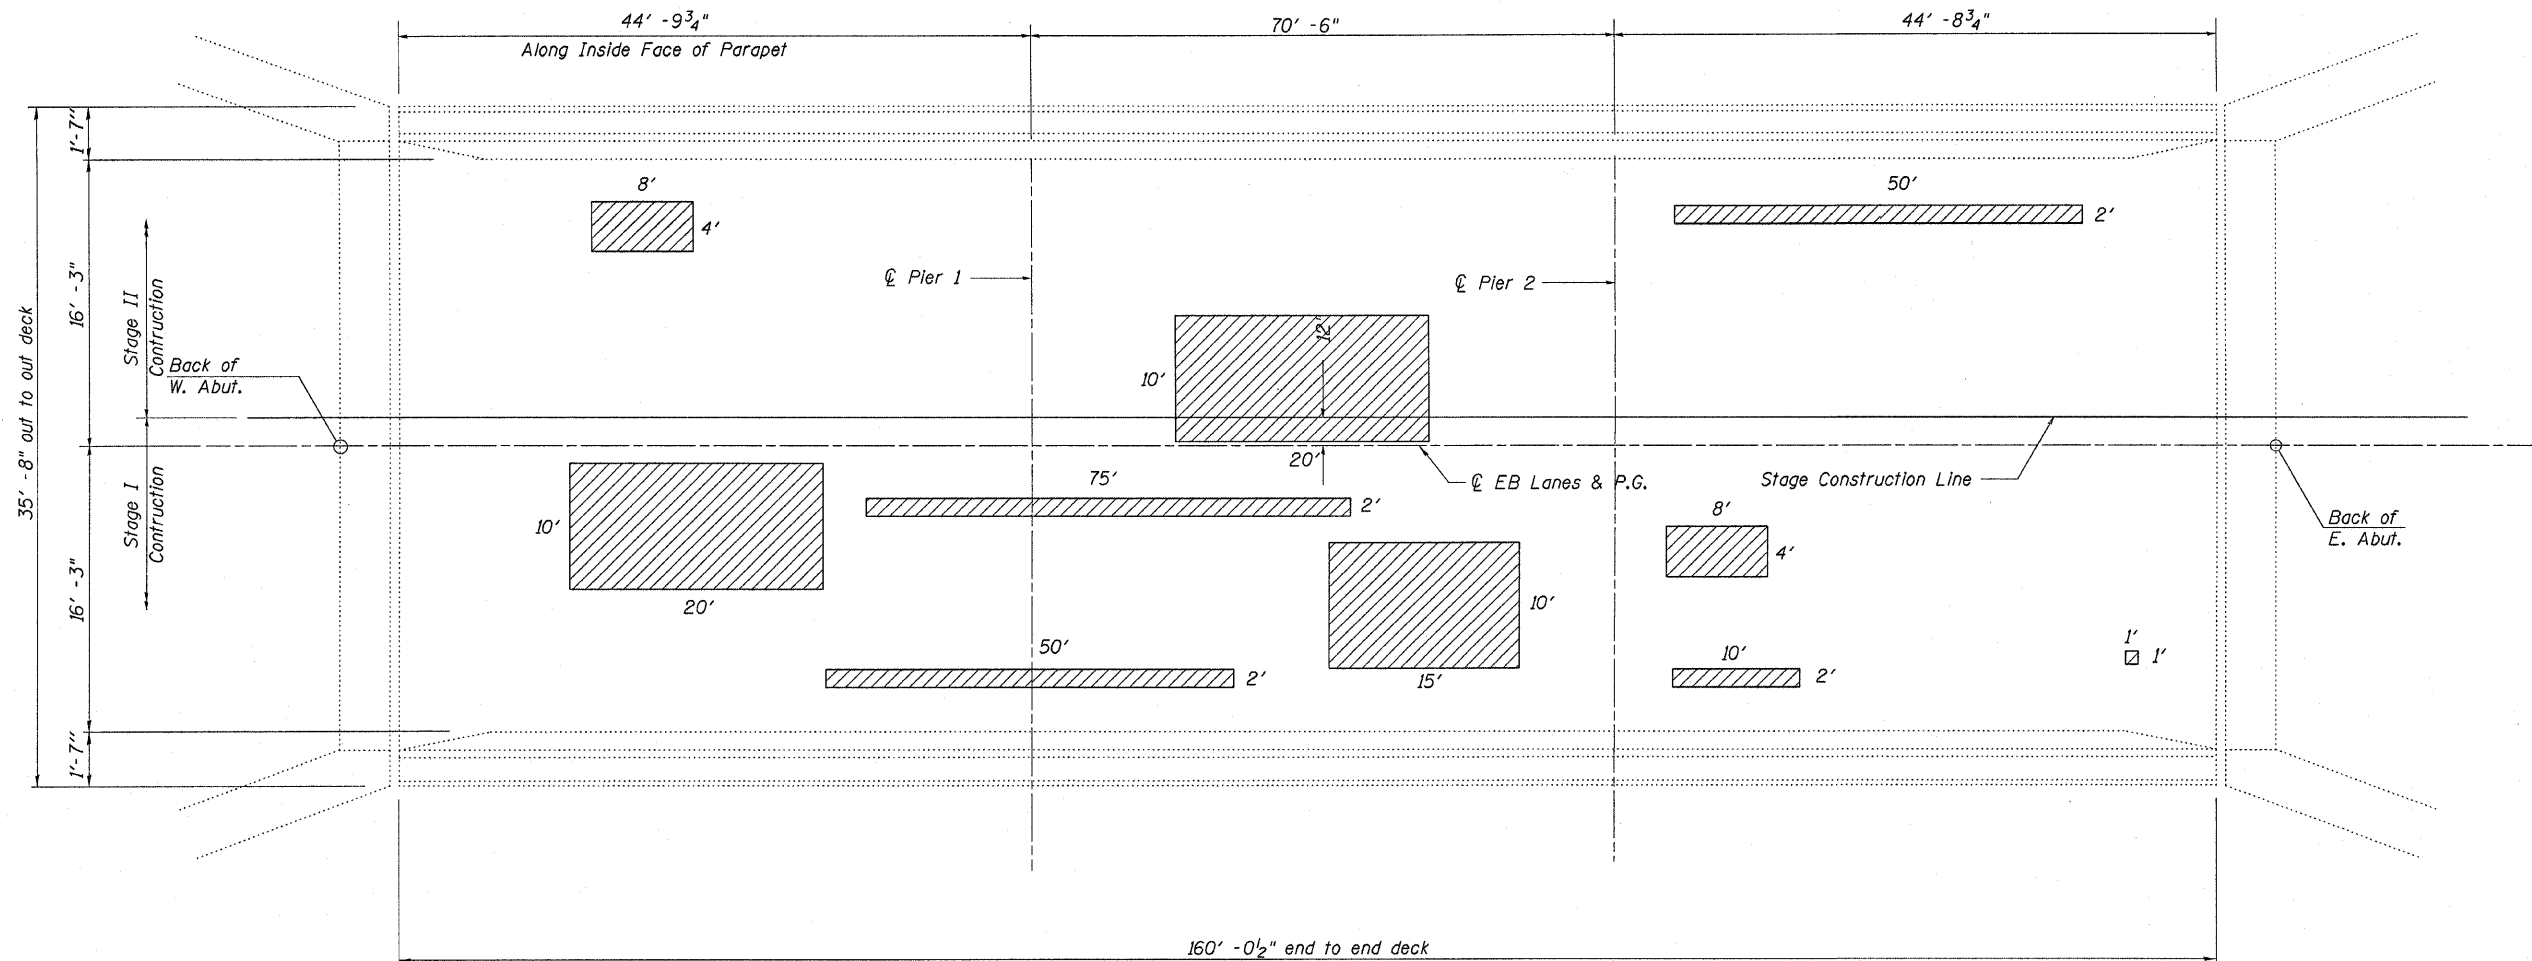 44' -9¾"
Along Inside Face of Parapet
70' -6"
44' -8¾"
1'-7"
16' -3"
35' -8" out to out deck
16' -3"
1'-7"
Stage II
Contruction
Stage I
Contruction
Back of
W. Abut.
8'
4'
50'
2'
℄ Pier 1
℄ Pier 2
12"
10'
20'
℄ EB Lanes & P.G.
Stage Construction Line
75'
2'
10'
20'
8'
4'
Back of
E. Abut.
10'
15'
50'
2'
10'
2'
1'
1'
160' -0½" end to end deck